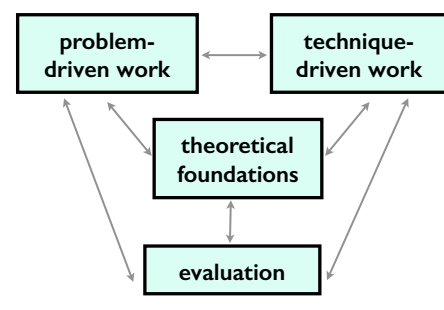 problem-
driven work
technique-
driven work
theoretical
foundations
evaluation